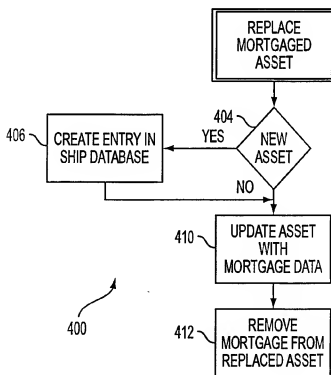 REPLACE
MORTGAGED
ASSET
404
NEW
ASSET
YES
NO
406
CREATE ENTRY IN
SHIP DATABASE
410
UPDATE ASSET
WITH
MORTGAGE DATA
400
412
REMOVE
MORTGAGE FROM
REPLACED ASSET